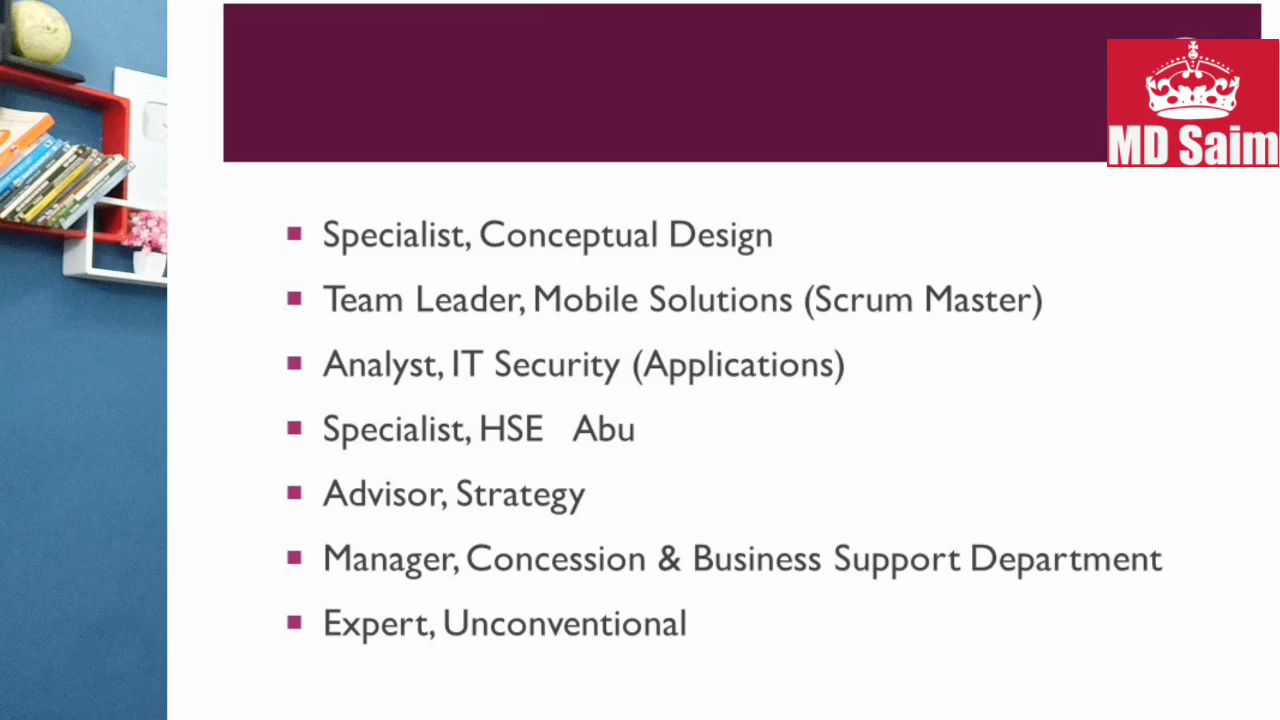 MD Saim
Specialist, Conceptual Design
Team Leader, Mobile Solutions (Scrum Master)
Analyst, IT Security (Applications)
Specialist, HSE   Abu
Advisor, Strategy
Manager, Concession & Business Support Department
Expert, Unconventional